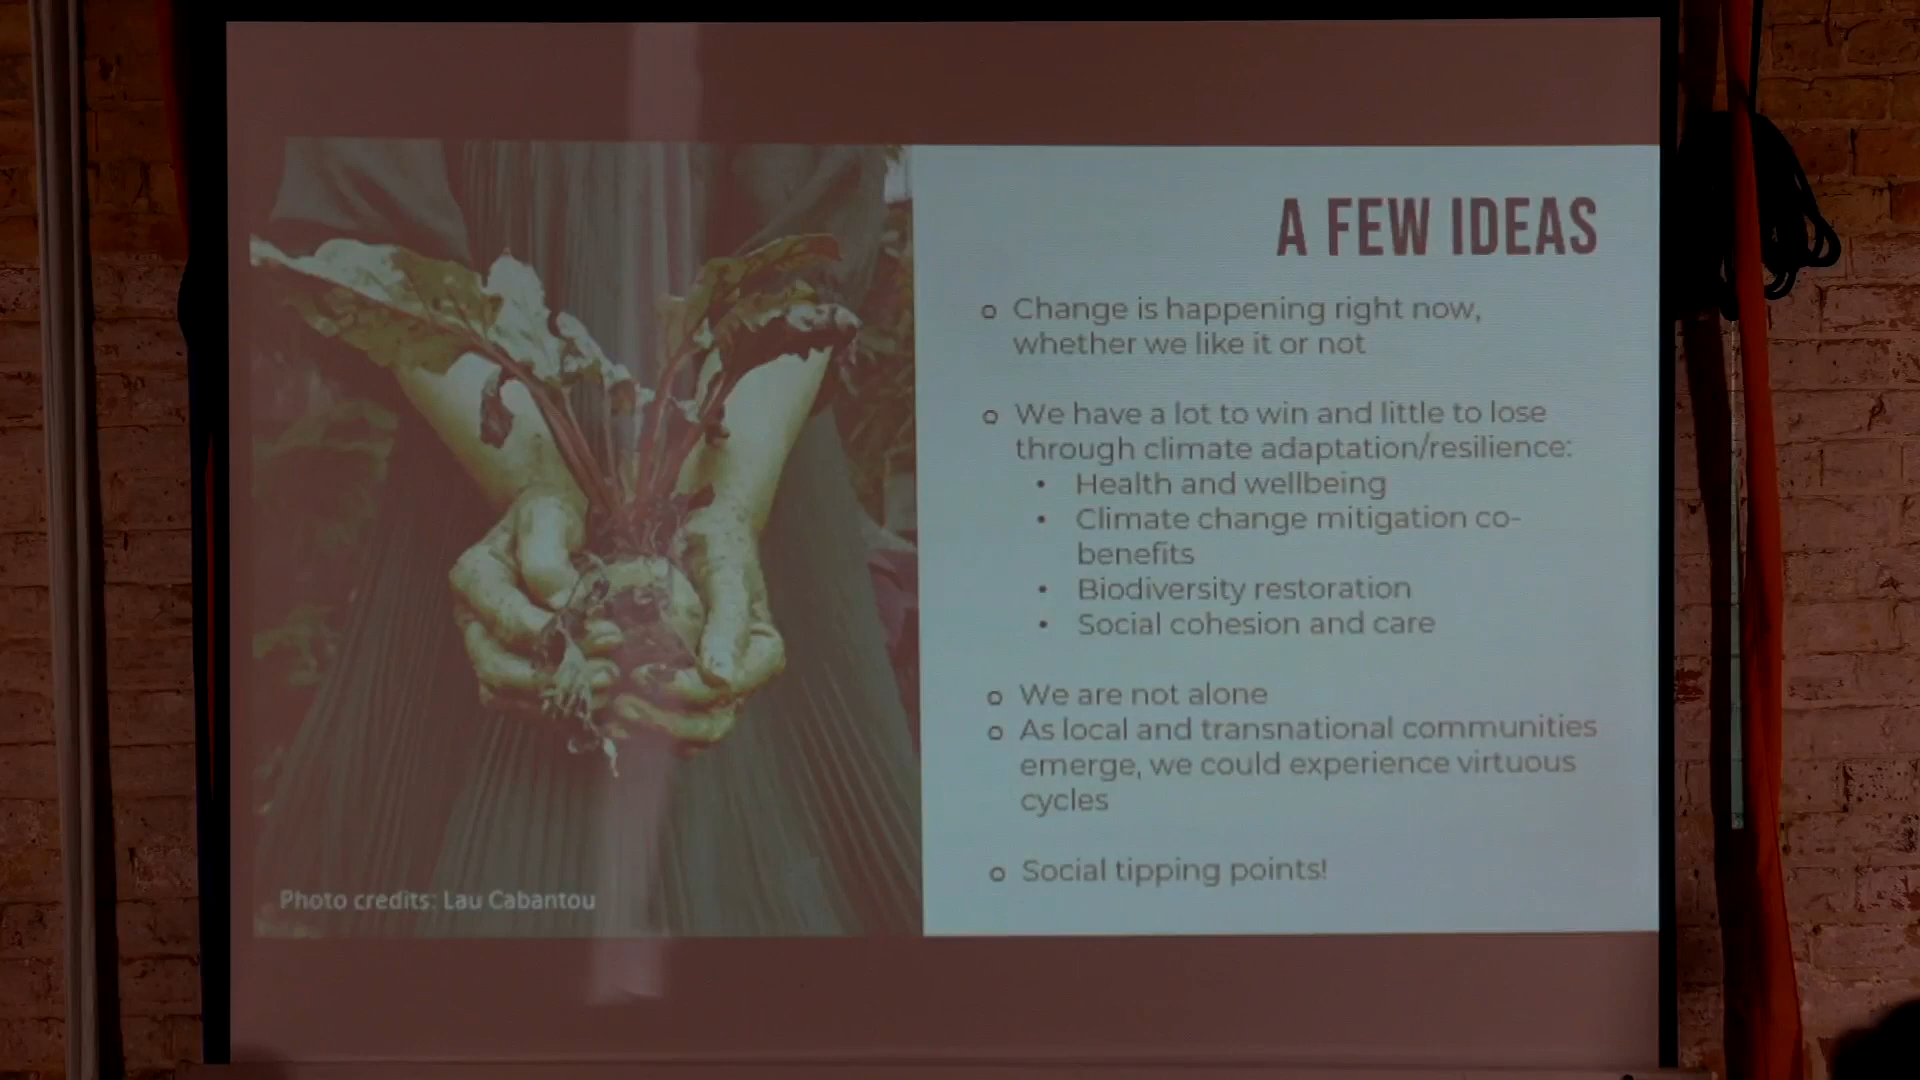 A FEW IDEAS
o Change is happening right now,
whether we like it or not
o We have a lot to win and little to lose
through climate adaptation/resilience:
• Health and wellbeing
• Climate change mitigation co-
benefits
• Biodiversity restoration
• Social cohesion and care
o We are not alone
o As local and transnational communities
emerge, we could experience virtuous
cycles
o Social tipping points!
Photo credits: Lau Cabantou